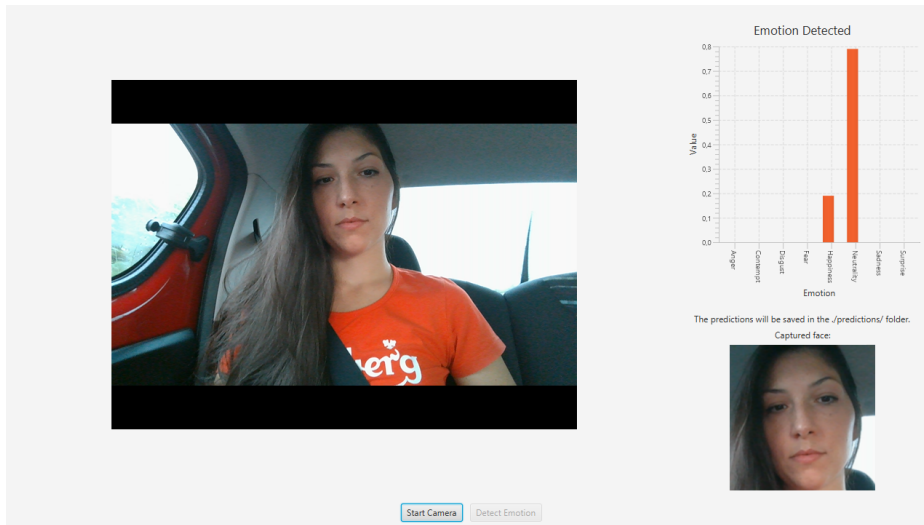 Emotion Detected
0,8
0,7
0,6
0,5
0,4
0,3
0,2
0,1
0,0
Value
Anger
Contempt
Disgust
Fear
Happiness
Neutrality
Sadness
Surprise
Emotion
The predictions will be saved in the ./predictions/ folder.
Captured face:
erg
Start Camera
Detect Emotion